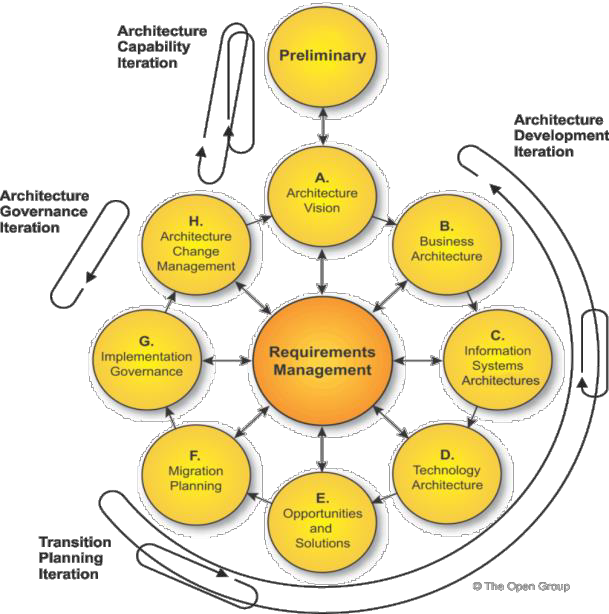 Architecture
Capability
Iteration
Preliminary
Architecture
Development
Iteration
A.
Architecture
Vision
Architecture
Governance
Iteration
H.
Architecture
Change
Management
B.
Business
Architecture
G.
Implementation
Governance
Requirements
Management
C.
Information
Systems
Architectures
F.
Migration
Planning
D.
Technology
Architecture
E.
Opportunities
and
Solutions
Transition
Planning
Iteration
© The Open Group